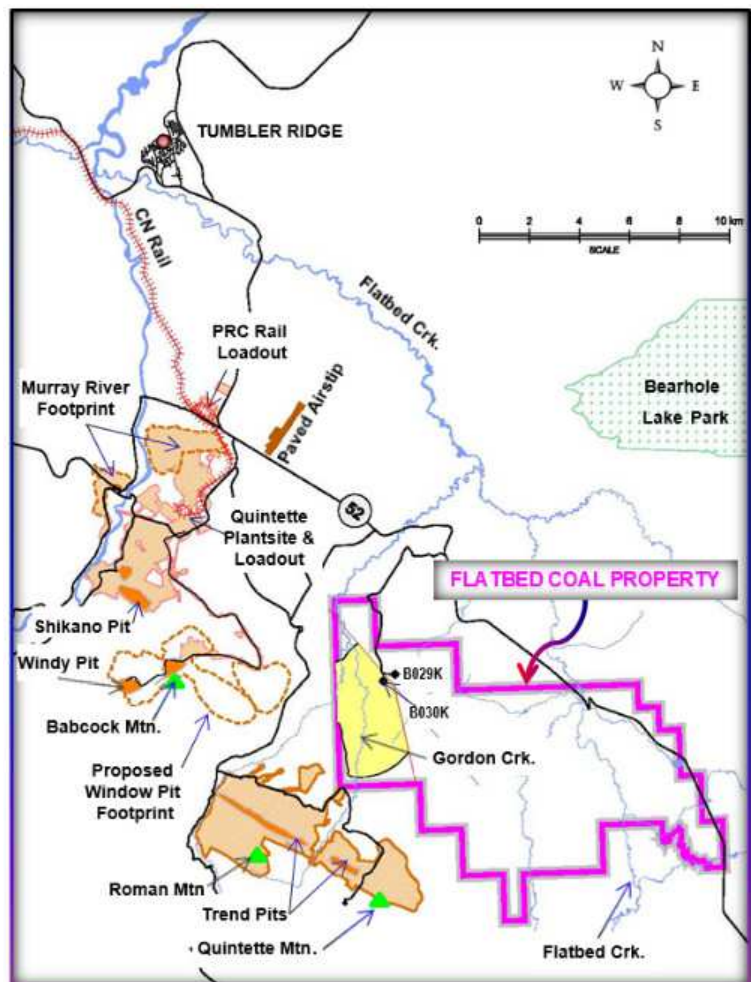 N
W E
S
TUMBLER RIDGE
0 2 4 6 8 10 km
SCALE
CN Rail
Flatbed Crk.
PRC Rail
Loadout
Murray River
Footprint
Paved Airstip
Bearhole
Lake Park
52
Quintette
Plantsite &
Loadout
FLATBED COAL PROPERTY
Shikano Pit
Windy Pit
B029K
B030K
Babcock Mtn.
Gordon Crk.
Proposed
Window Pit
Footprint
Roman Mtn
Trend Pits
Quintette Mtn.
Flatbed Crk.